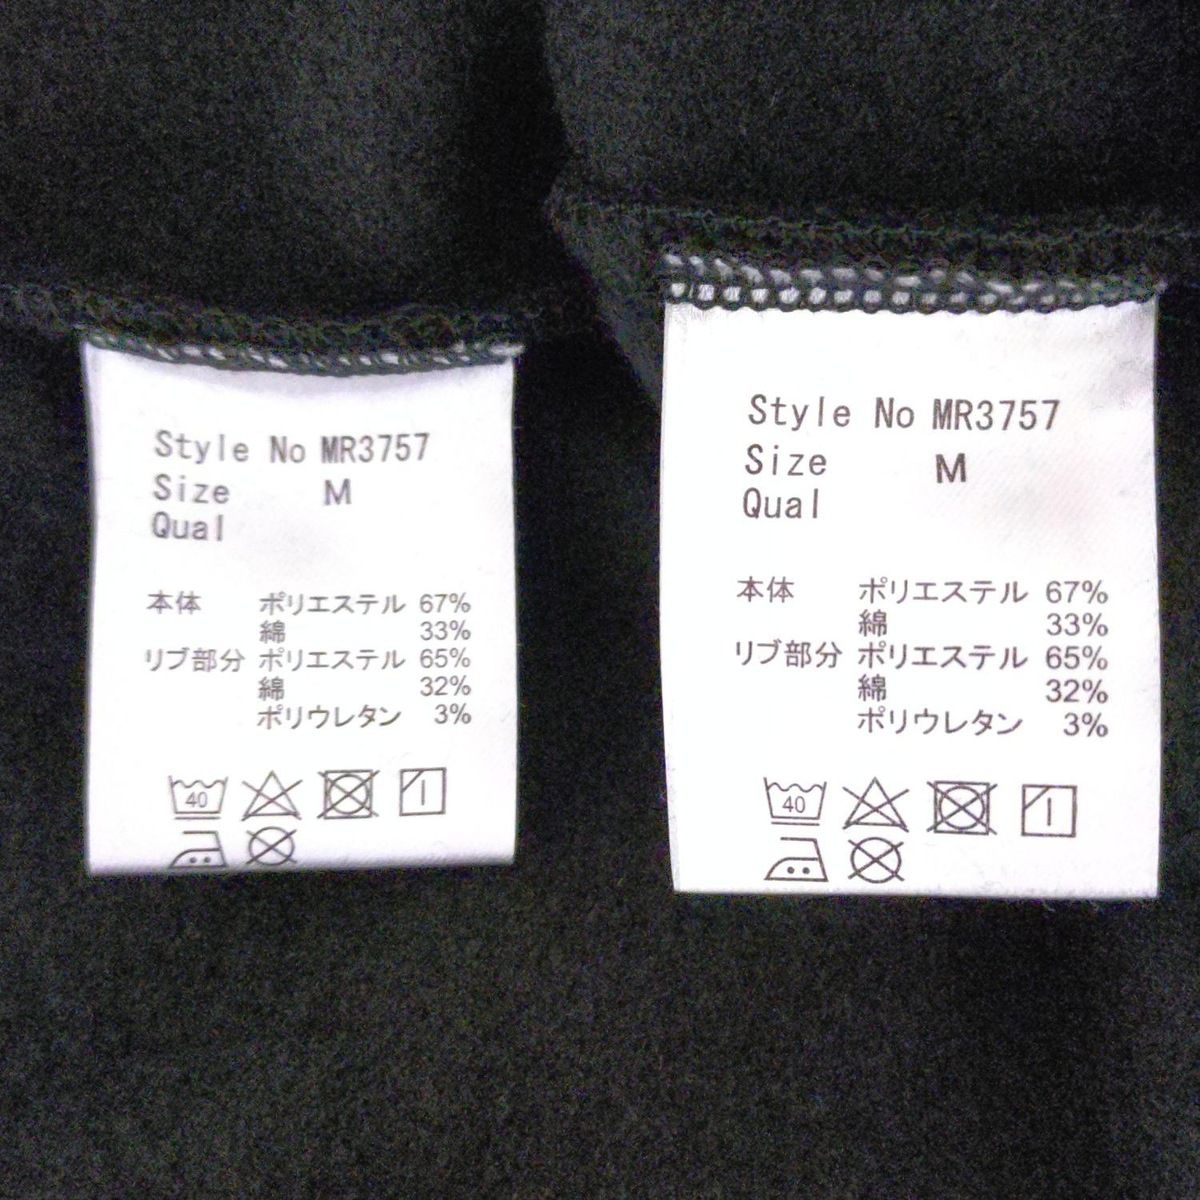 Style No MR3757
Size M
Qual
本体 ポリエステル 67%
綿 33%
リブ部分 ポリエステル 65%
綿 32%
ポリウレタン 3%
40
Style No MR3757
Size M
Qual
本体 ポリエステル 67%
綿 33%
リブ部分 ポリエステル 65%
綿 32%
ポリウレタン 3%
40